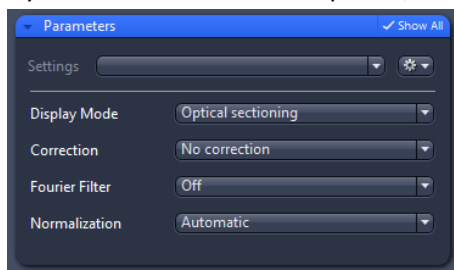 Parameters Show All
Settings
Display Mode Optical sectioning
Correction No correction
Fourier Filter Off
Normalization Automatic